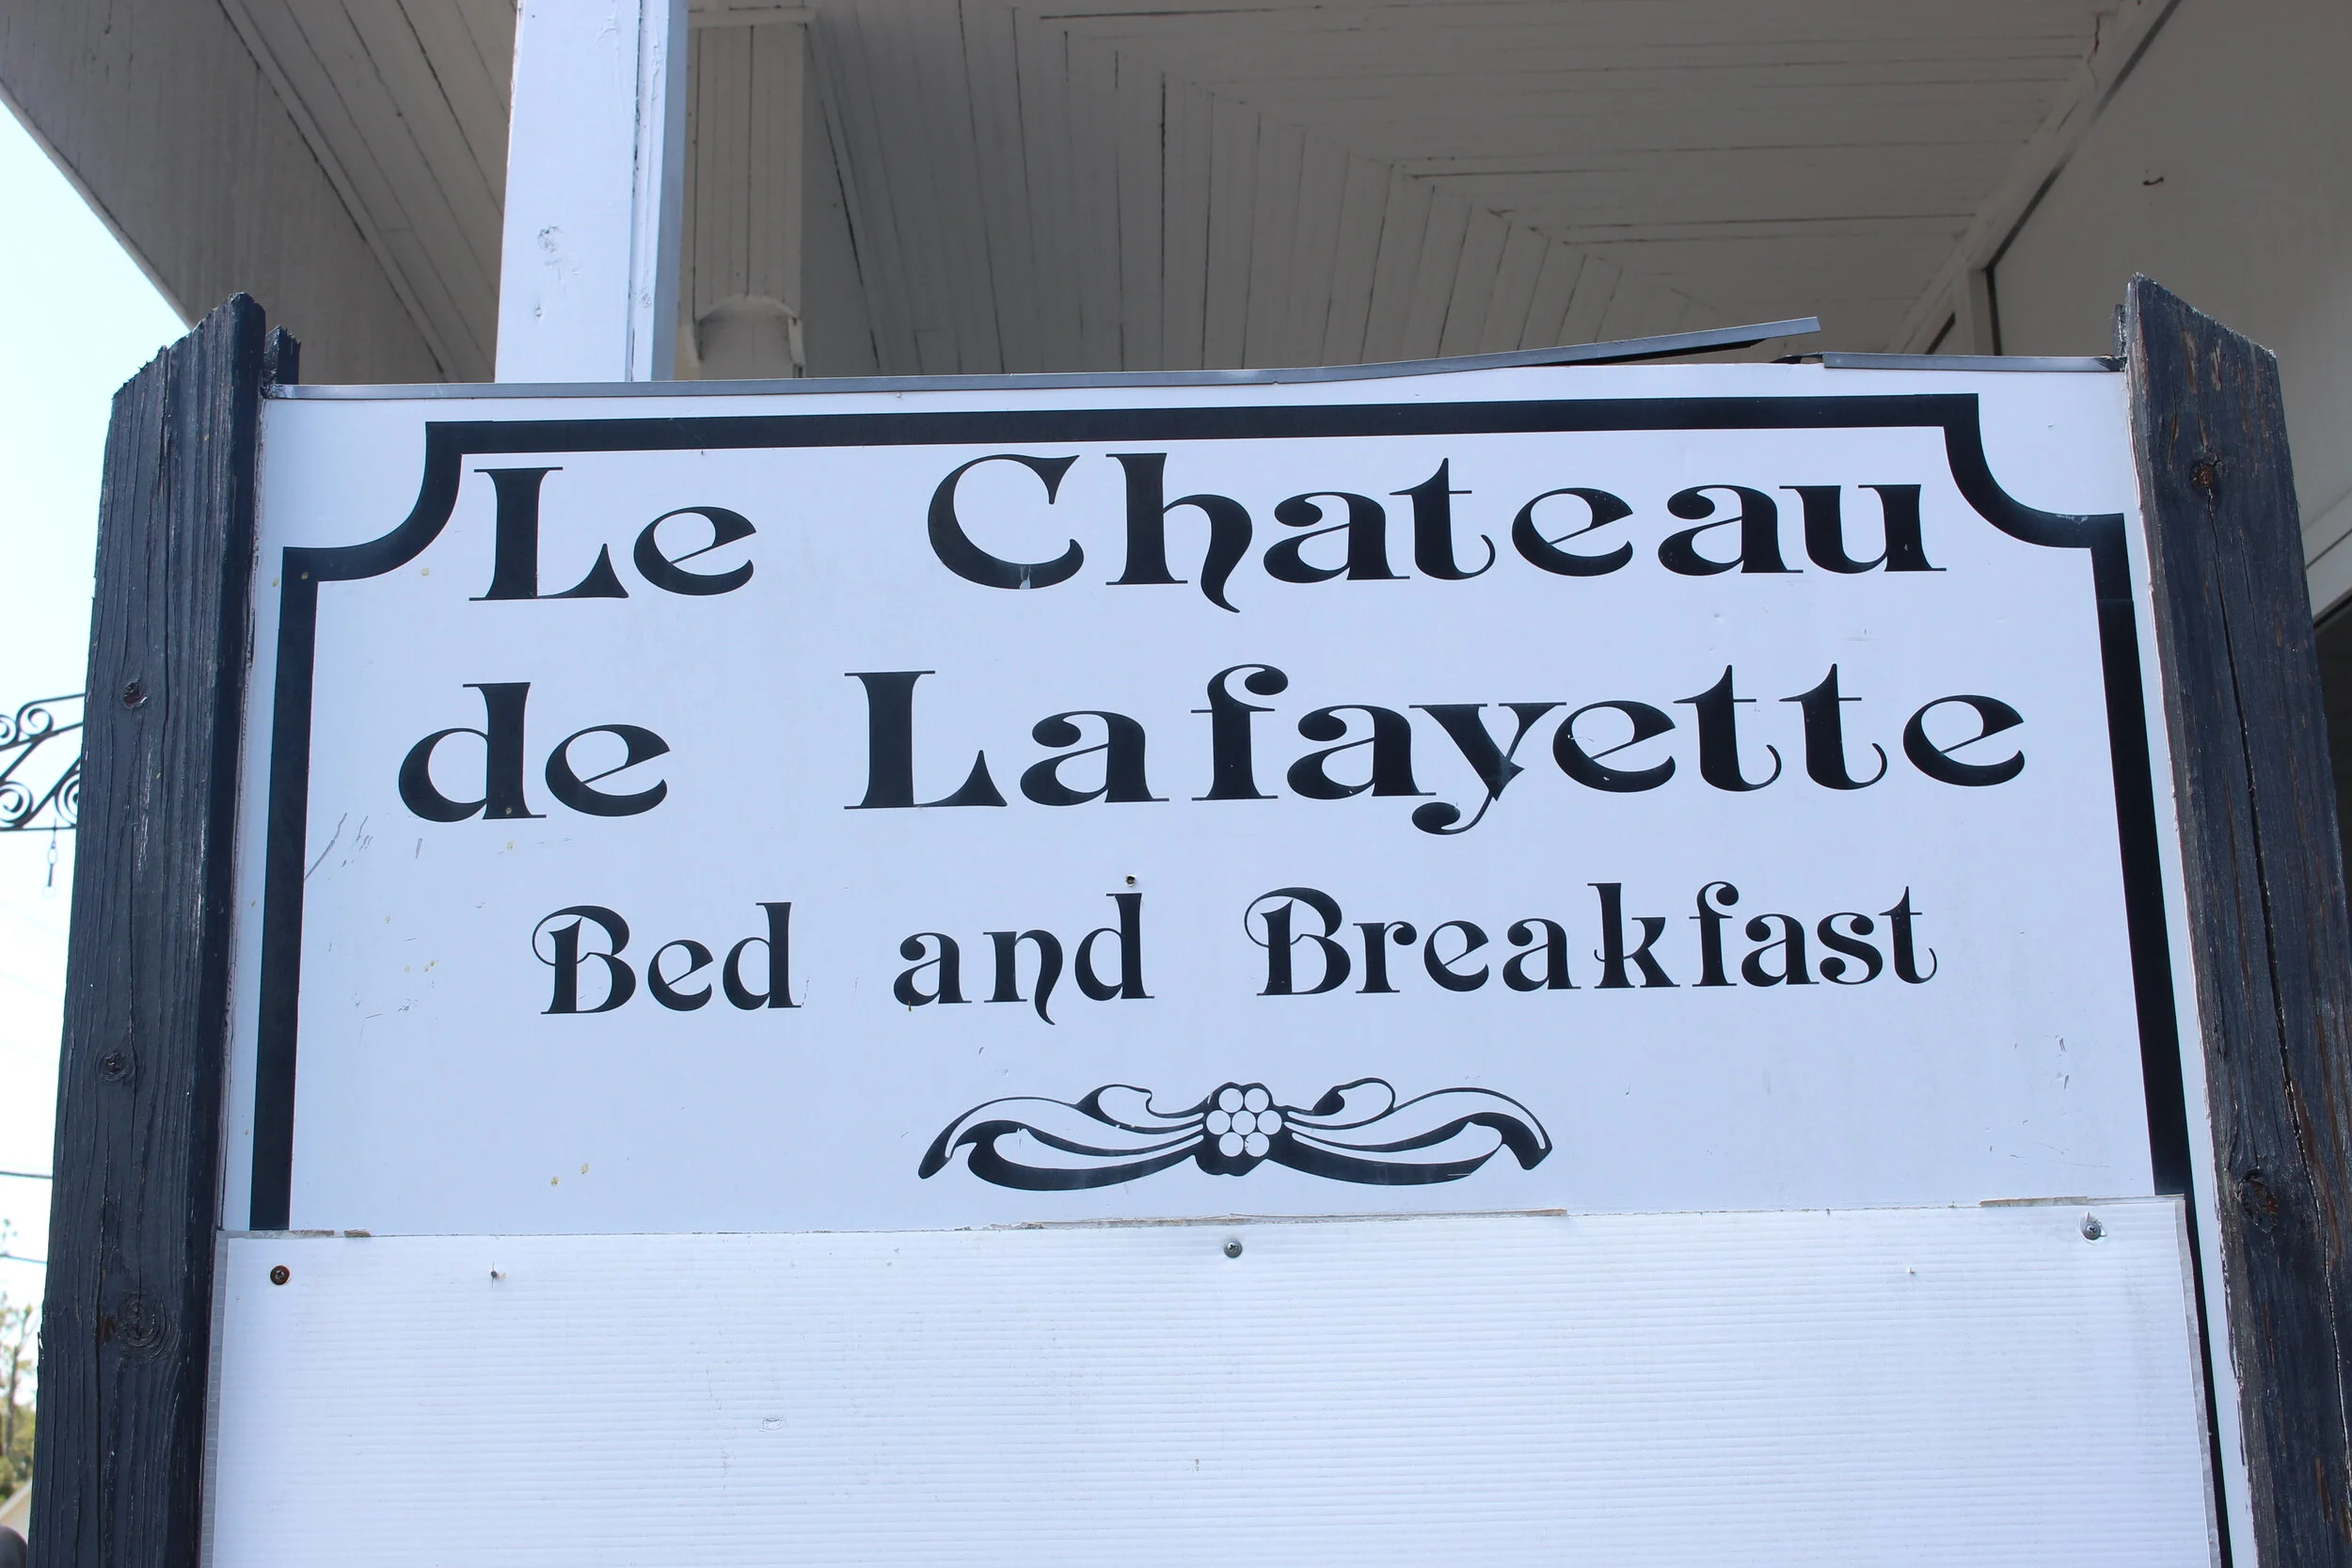 Le Chateau
de Lafayette
Bed and Breakfast